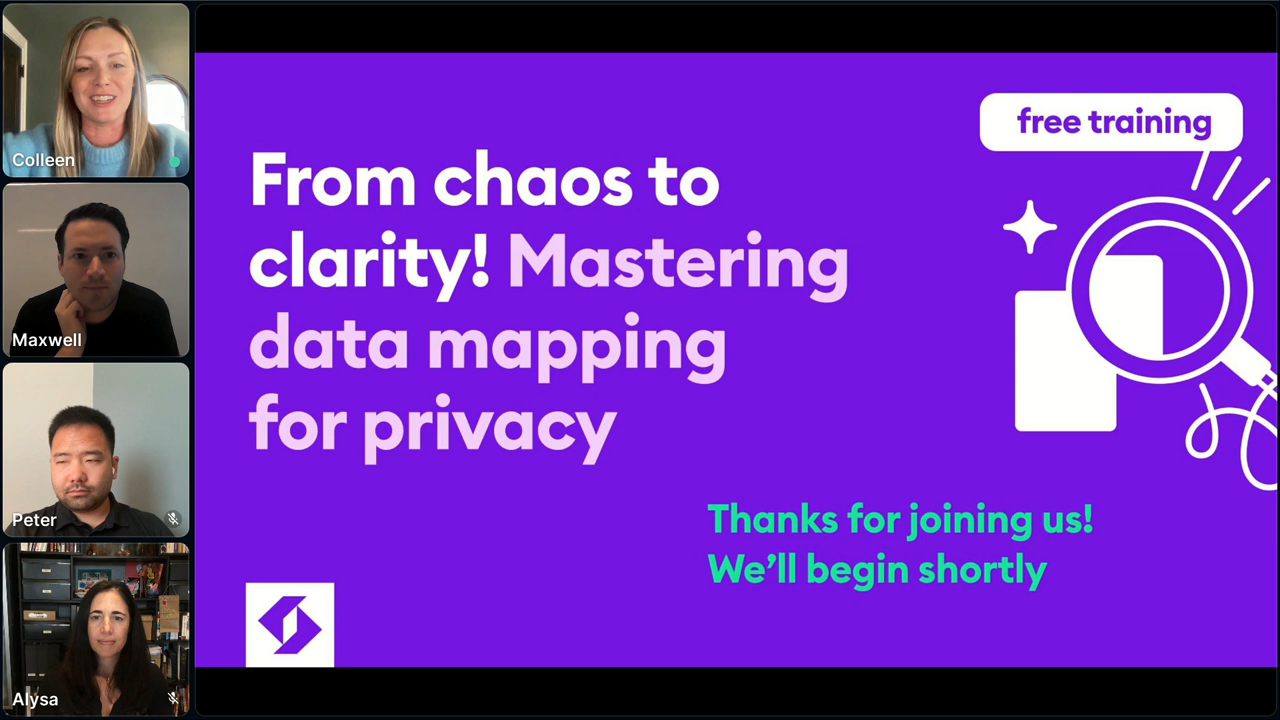 Colleen
Maxwell
Peter
Alysa
free training
From chaos to
clarity! Mastering
data mapping
for privacy
Thanks for joining us!
We’ll begin shortly